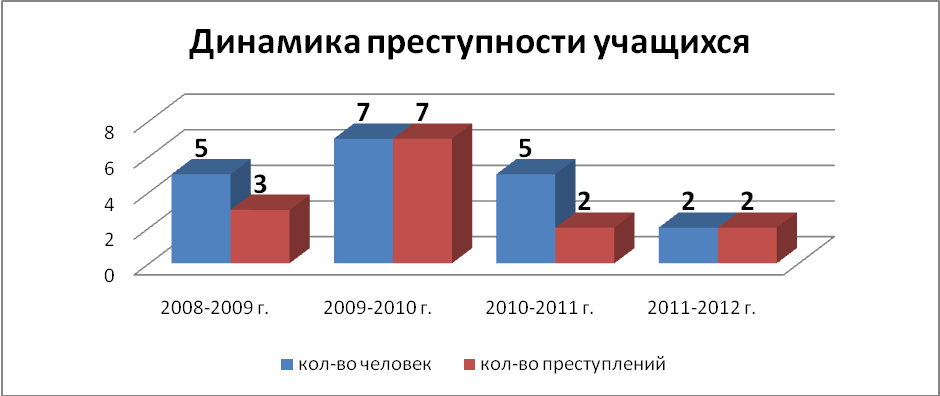 Динамика преступности учащихся
8
6
4
2
0
5
3
7
7
5
2
2
2
2008-2009 г.
2009-2010 г.
2010-2011 г.
2011-2012 г.
кол-во человек
кол-во преступлений